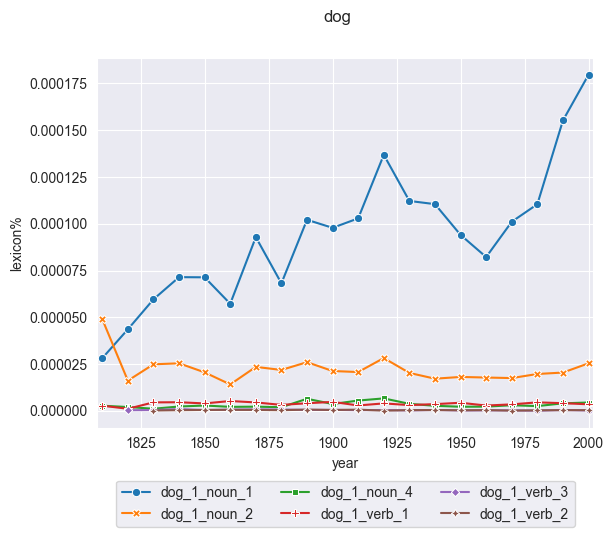 dog
0.000175
0.000150
0.000125
0.000100
0.000075
0.000050
0.000025
0.000000
lexicon%
1825 1850 1875 1900 1925 1950 1975 2000
year
dog_1_noun_1 dog_1_noun_4 dog_1_verb_3
dog_1_noun_2 dog_1_verb_1 dog_1_verb_2